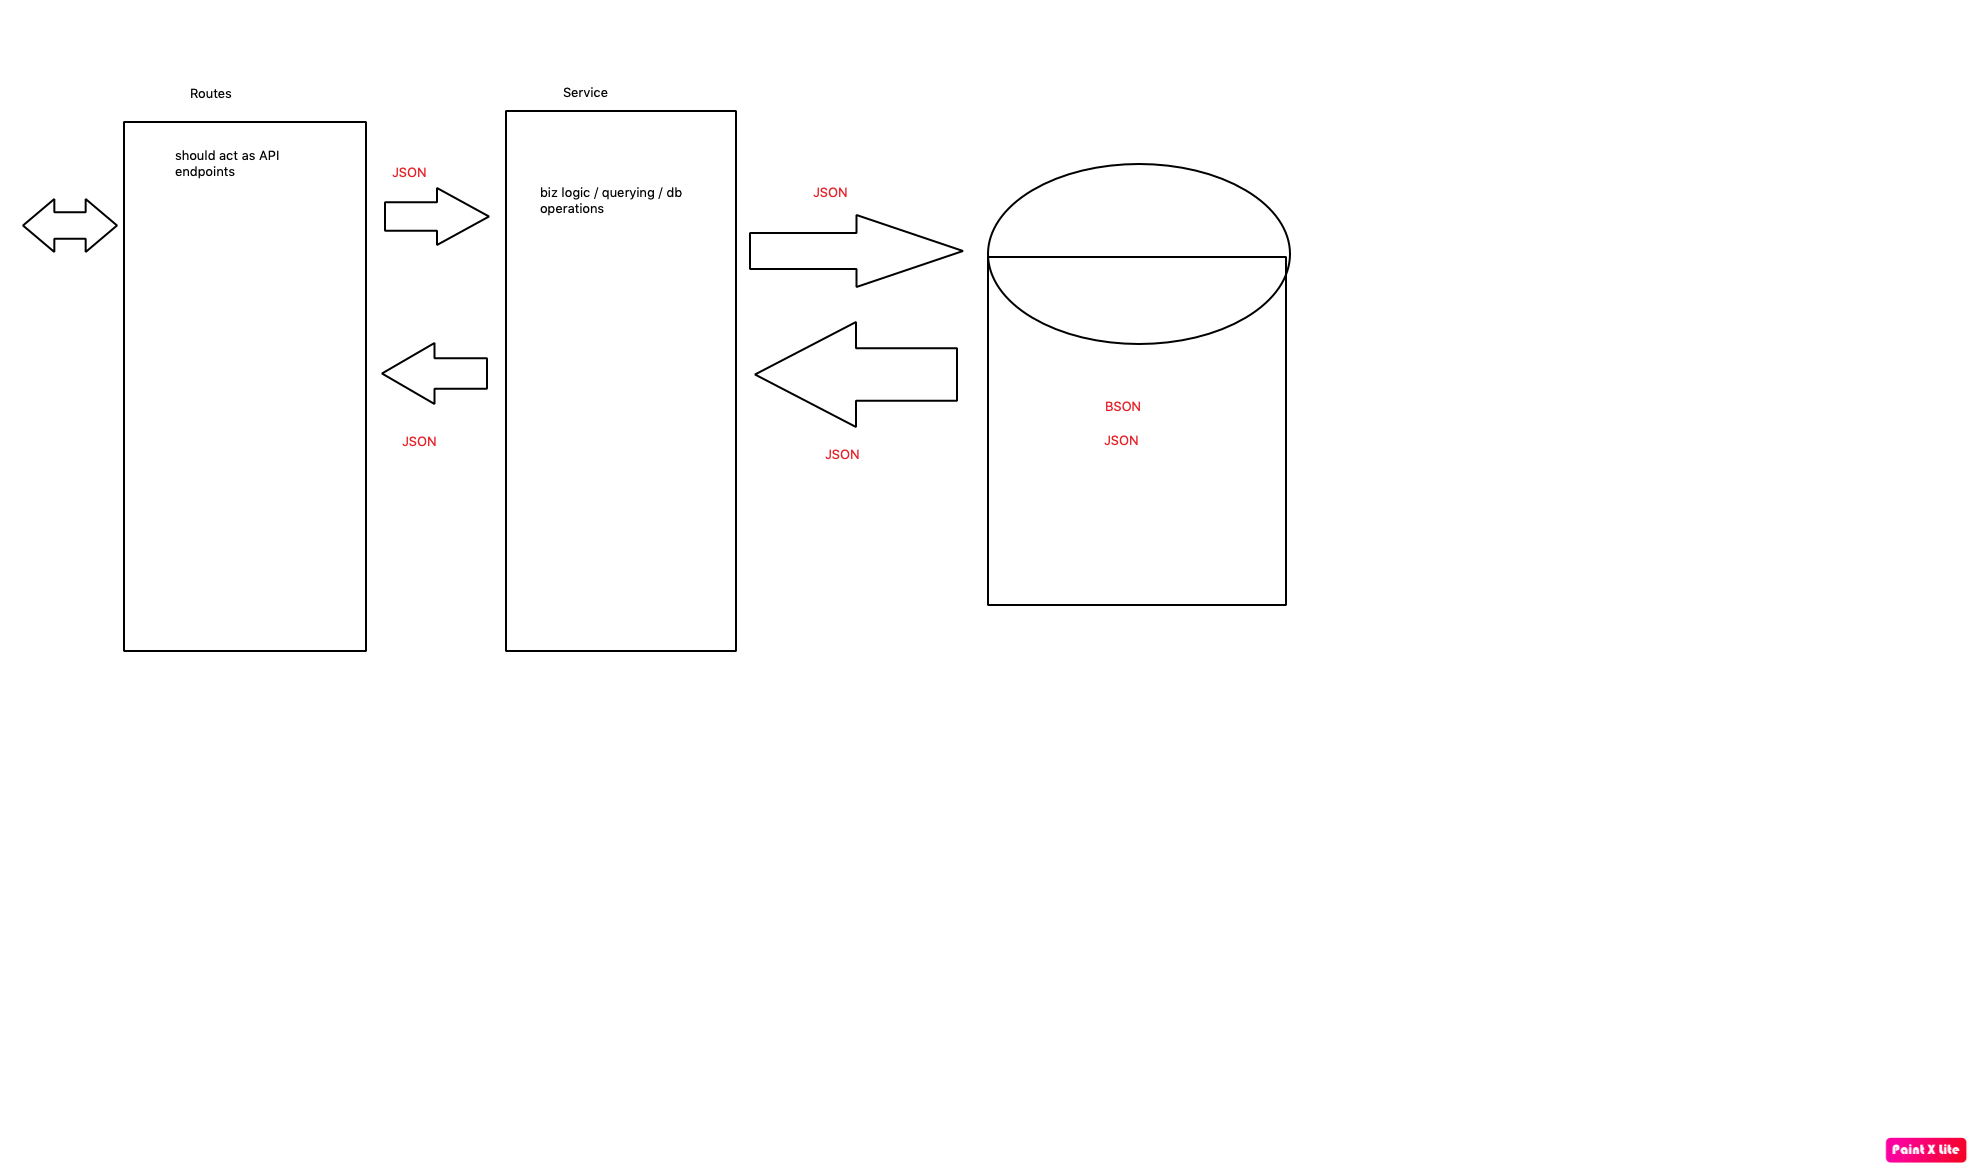 Routes
Service
should act as API
endpoints
JSON
biz logic / querying / db
operations
JSON
JSON
JSON
BSON
JSON
Paint X Lite